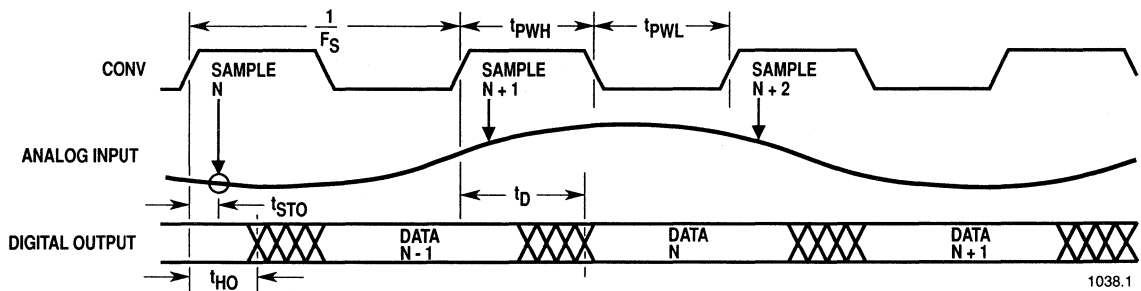 1
F_S
t_PWH
t_PWL
CONV
SAMPLE
N
SAMPLE
N + 1
SAMPLE
N + 2
ANALOG INPUT
t_D
t_STO
DIGITAL OUTPUT
DATA
N - 1
DATA
N
DATA
N + 1
t_HO
1038.1